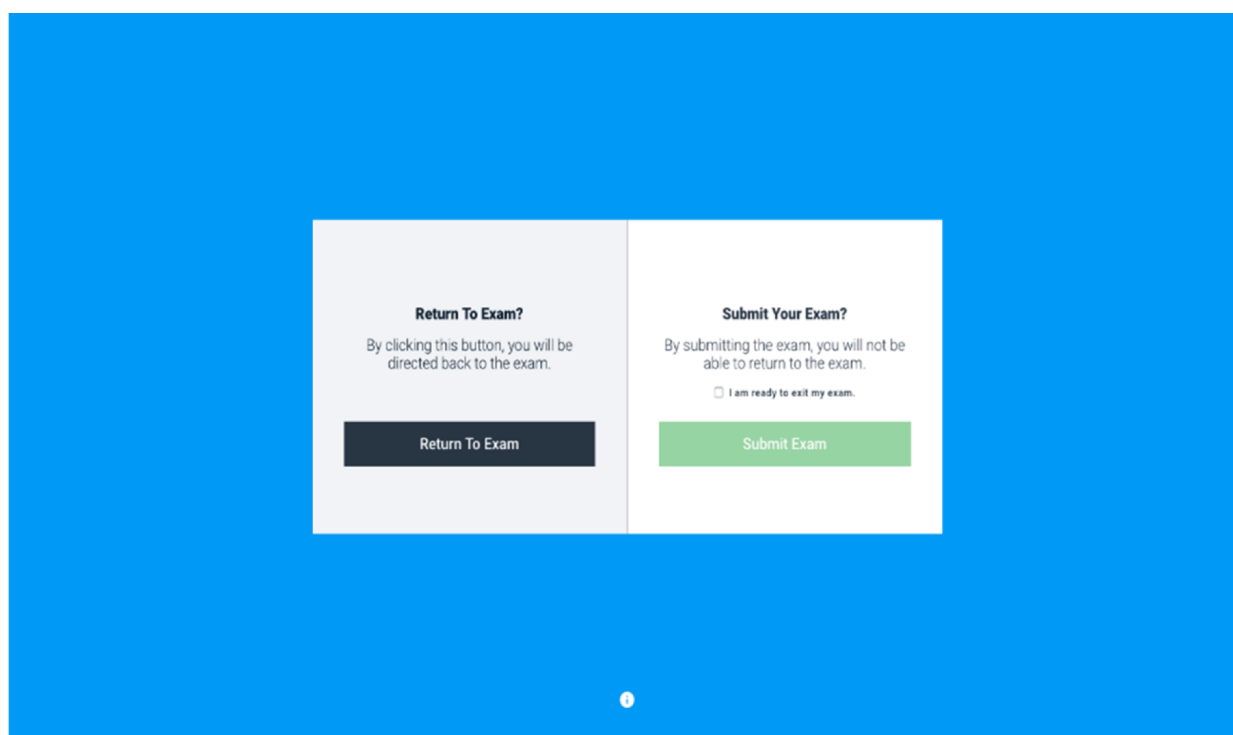 Return To Exam?
By clicking this button, you will be
directed back to the exam.
Return To Exam
Submit Your Exam?
By submitting the exam, you will not be
able to return to the exam.
I am ready to exit my exam.
Submit Exam